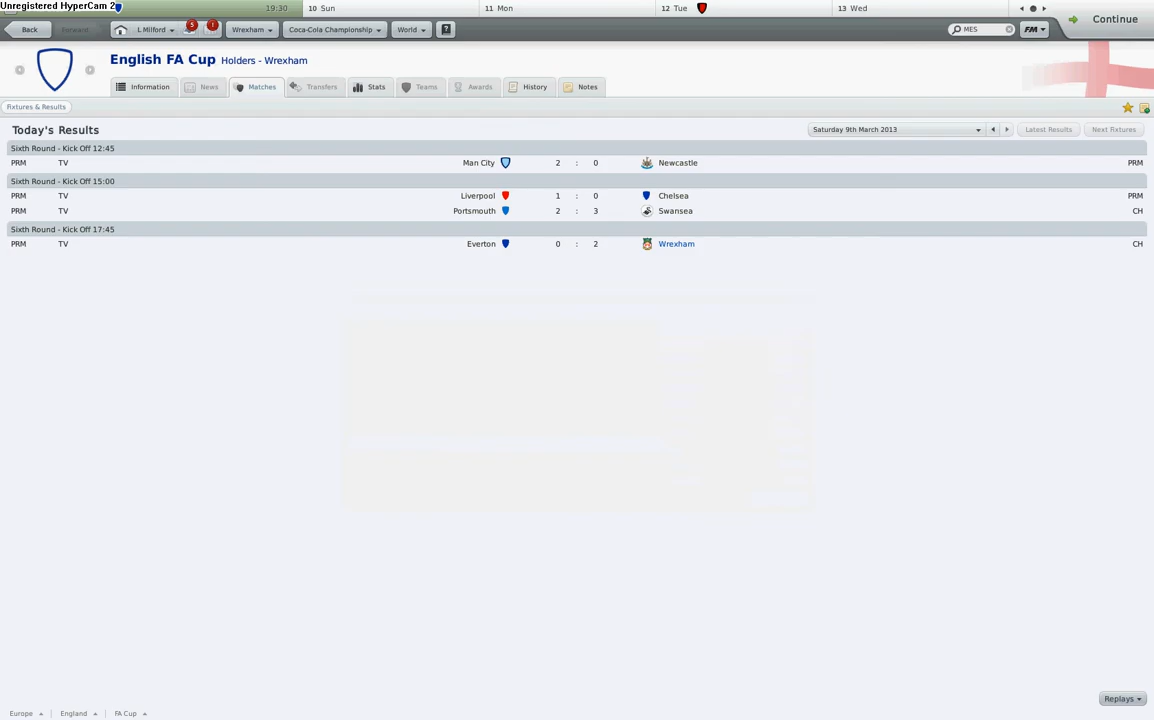 Unregistered HyperCam 2
19:30
10 Sun
11 Mon
12 Tue
13 Wed
Back
Forward
L Milford
5
!
Wrexham
Coca-Cola Championship
World
?
MES
FM
Continue
English FA Cup Holders - Wrexham
Information
News
Matches
Transfers
Stats
Teams
Awards
History
Notes
Fixtures & Results
Today's Results
Saturday 9th March 2013
Latest Results
Next Fixtures
Sixth Round - Kick Off 12:45
PRM TV Man City 2 : 0 Newcastle PRM
Sixth Round - Kick Off 15:00
PRM TV Liverpool 1 : 0 Chelsea PRM
PRM TV Portsmouth 2 : 3 Swansea CH
Sixth Round - Kick Off 17:45
PRM TV Everton 0 : 2 Wrexham CH
Replays
Europe
England
FA Cup